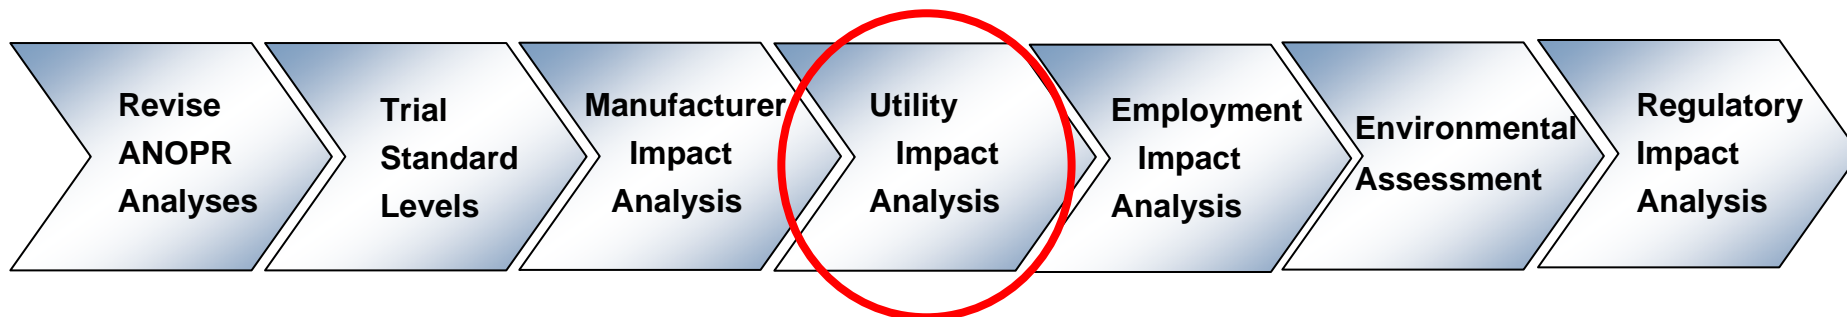 Revise
ANOPR
Analyses
Trial
Standard
Levels
Manufacturer
Impact
Analysis
Utility
Impact
Analysis
Employment
Impact
Analysis
Environmental
Assessment
Regulatory
Impact
Analysis